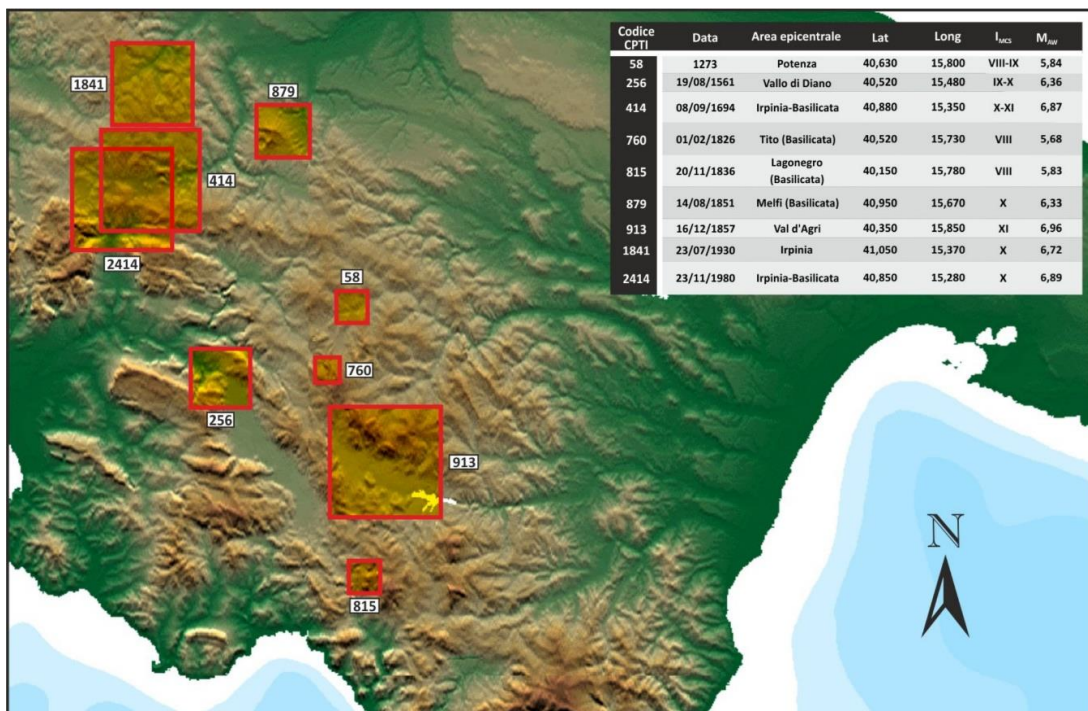 Codice CPTI Data Area epicentrale Lat Long IMCS MAW
58 1273 Potenza 40,630 15,800 VIII-IX 5,84
256 19/08/1561 Vallo di Diano 40,520 15,480 IX-X 6,36
414 08/09/1694 Irpinia-Basilicata 40,880 15,350 X-XI 6,87
760 01/02/1826 Tito (Basilicata) 40,520 15,730 VIII 5,68
815 20/11/1836 Lagonegro (Basilicata) 40,150 15,780 VIII 5,83
879 14/08/1851 Melfi (Basilicata) 40,950 15,670 X 6,33
913 16/12/1857 Val d'Agri 40,350 15,850 XI 6,96
1841 23/07/1930 Irpinia 41,050 15,370 X 6,72
2414 23/11/1980 Irpinia-Basilicata 40,850 15,280 X 6,89
1841
879
414
2414
58
760
256
913
815
N